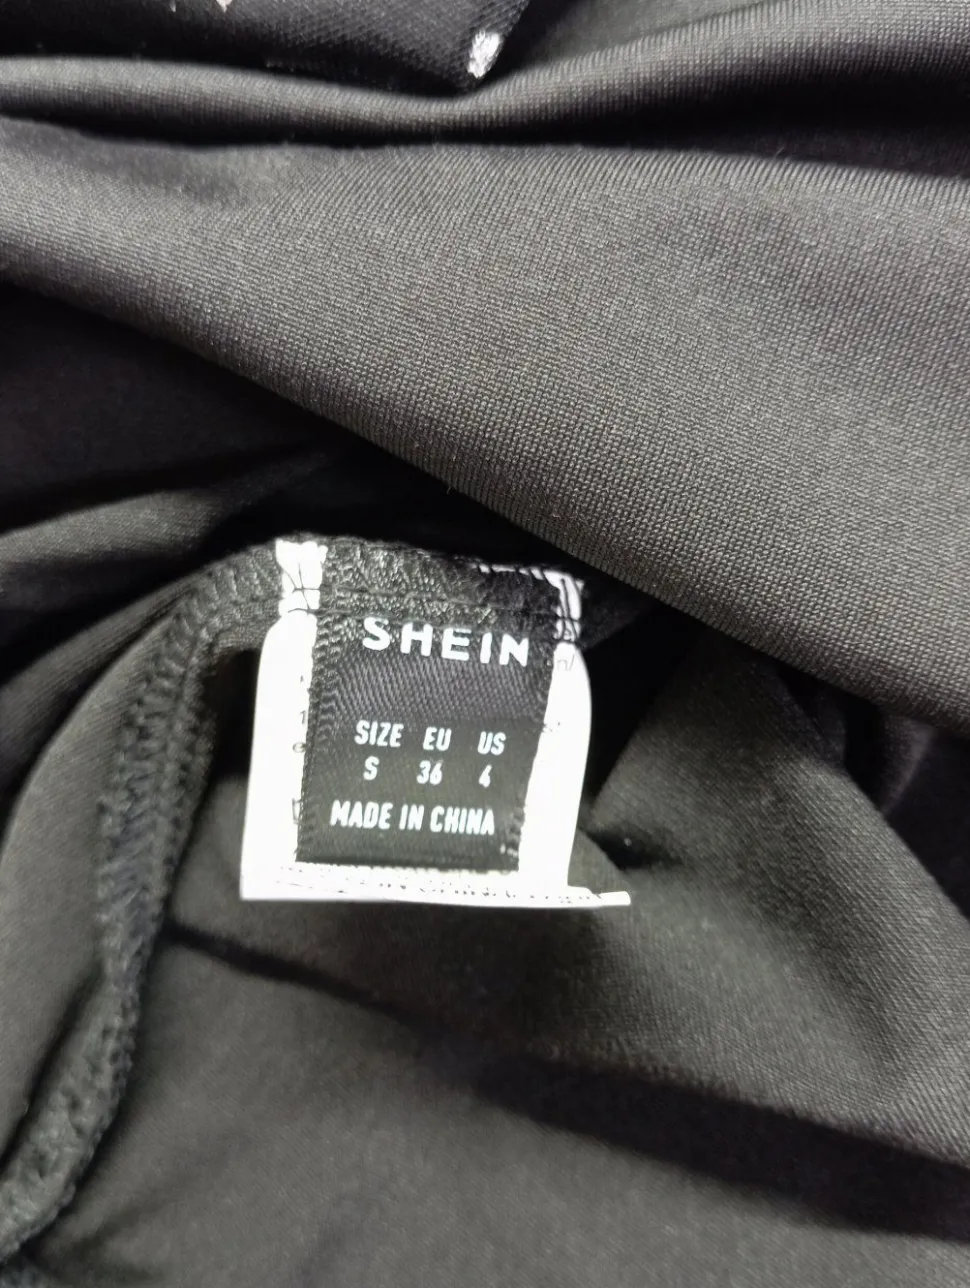 SHEIN
SIZE EU US
S 36 4
MADE IN CHINA